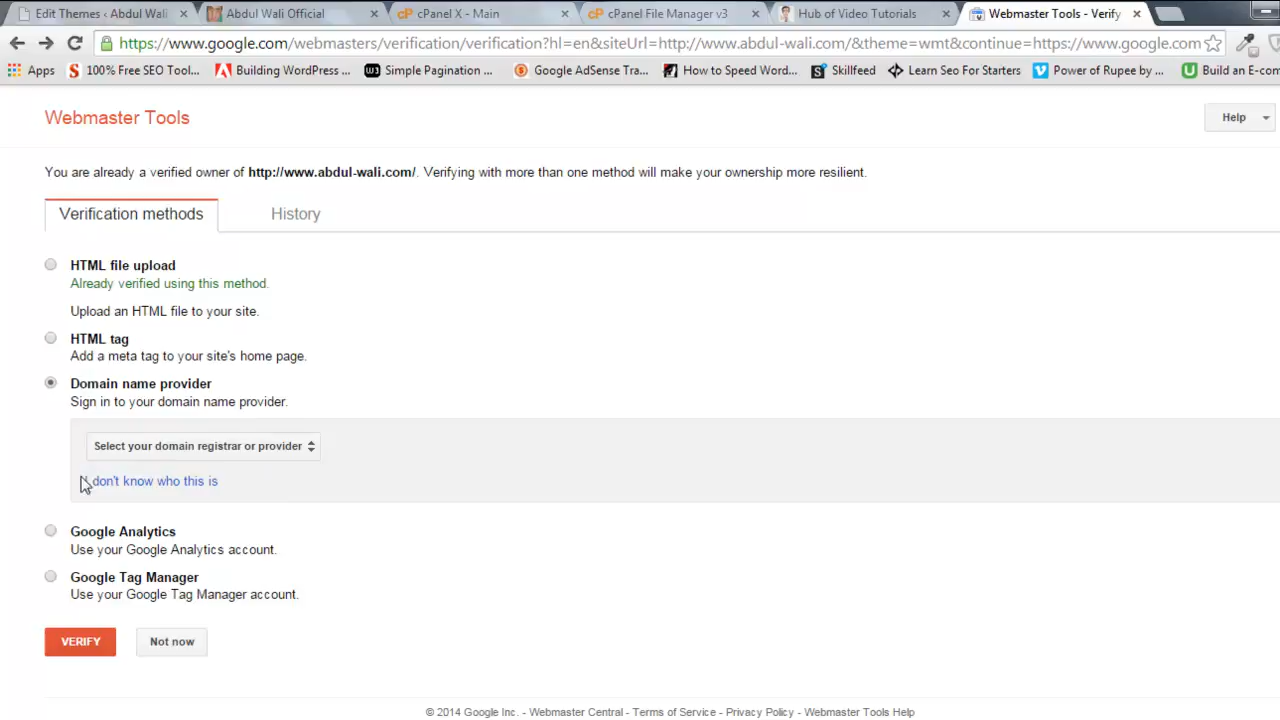 Edit Themes ‹ Abdul Wali
Abdul Wali Official
cPanel X - Main
cPanel File Manager v3
Hub of Video Tutorials
Webmaster Tools - Verify
https://www.google.com/webmasters/verification/verification?hl=en&siteUrl=http://www.abdul-wali.com/&theme=wmt&continue=https://www.google.com
Apps
100% Free SEO Tool...
Building WordPress ...
Simple Pagination ...
Google AdSense Tra...
How to Speed Word...
Skillfeed
Learn Seo For Starters
Power of Rupee by ...
Build an E-com
Webmaster Tools
Help
You are already a verified owner of http://www.abdul-wali.com/. Verifying with more than one method will make your ownership more resilient.
Verification methods
History
HTML file upload
Already verified using this method.
Upload an HTML file to your site.
HTML tag
Add a meta tag to your site's home page.
Domain name provider
Sign in to your domain name provider.
Select your domain registrar or provider
I don't know who this is
Google Analytics
Use your Google Analytics account.
Google Tag Manager
Use your Google Tag Manager account.
VERIFY
Not now
© 2014 Google Inc. - Webmaster Central - Terms of Service - Privacy Policy - Webmaster Tools Help